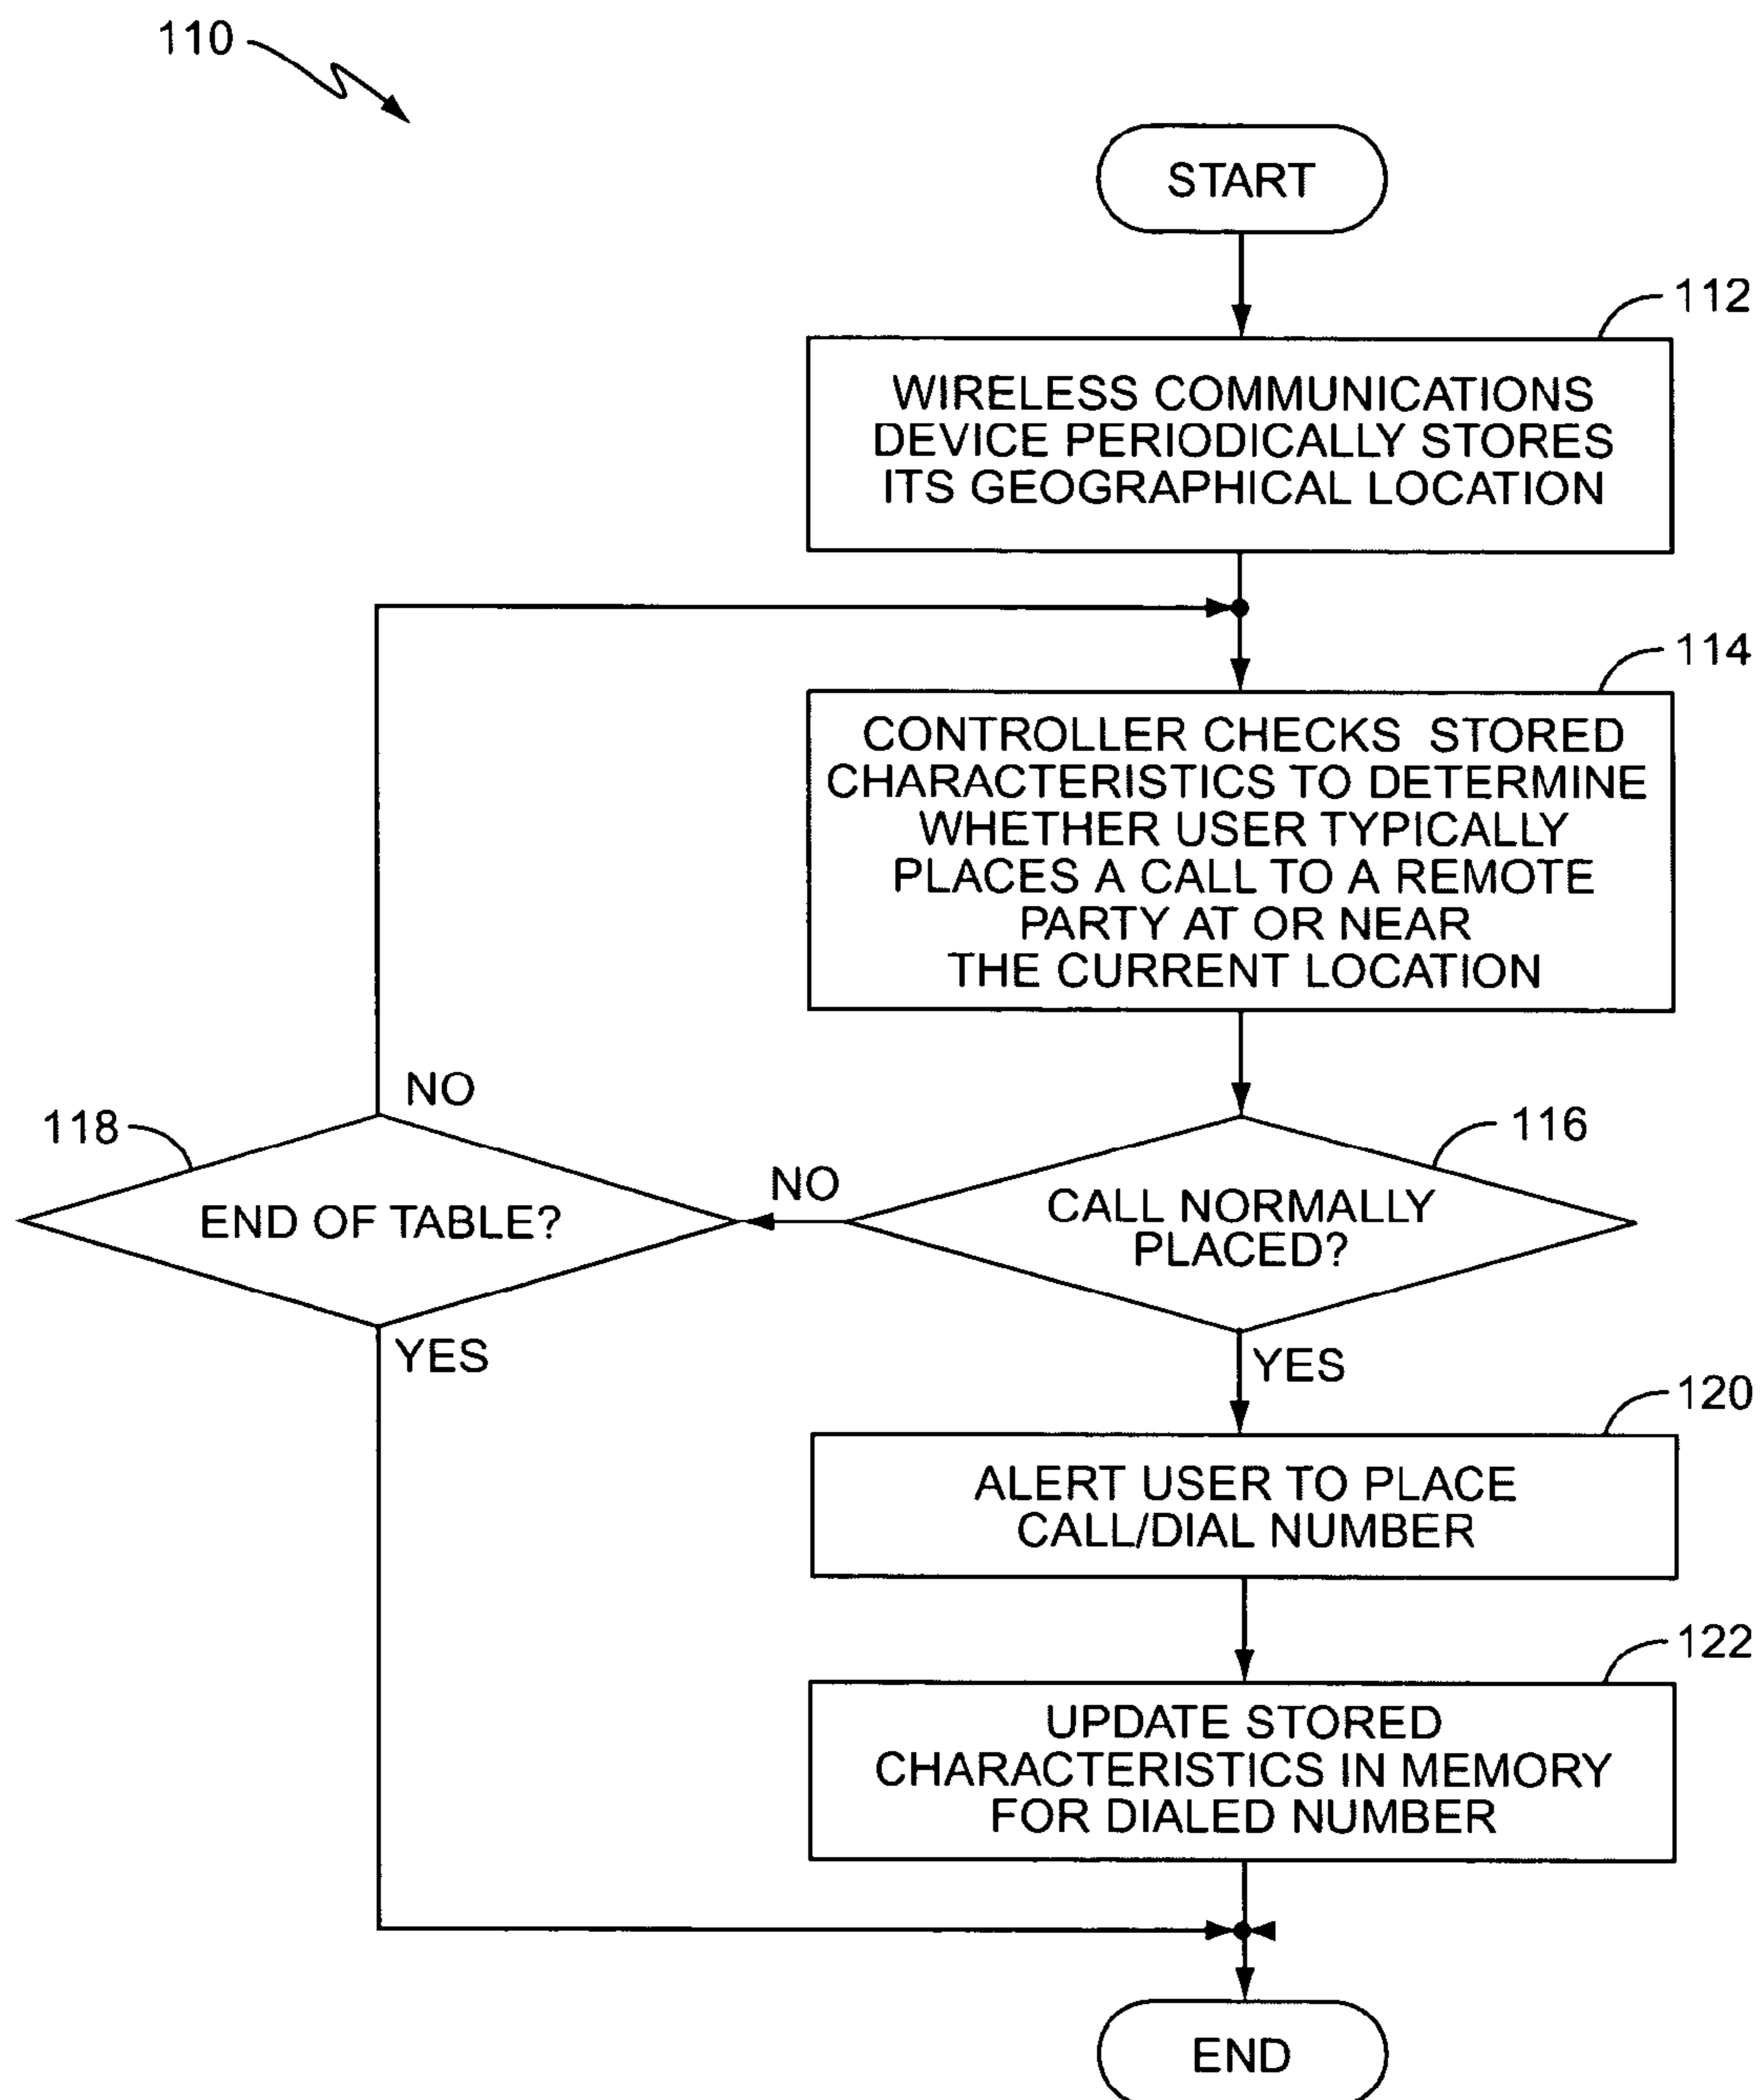 110
START
112
WIRELESS COMMUNICATIONS
DEVICE PERIODICALLY STORES
ITS GEOGRAPHICAL LOCATION
114
CONTROLLER CHECKS STORED
CHARACTERISTICS TO DETERMINE
WHETHER USER TYPICALLY
PLACES A CALL TO A REMOTE
PARTY AT OR NEAR
THE CURRENT LOCATION
NO
118
116
END OF TABLE?
NO
CALL NORMALLY
PLACED?
YES
YES
120
ALERT USER TO PLACE
CALL/DIAL NUMBER
122
UPDATE STORED
CHARACTERISTICS IN MEMORY
FOR DIALED NUMBER
END